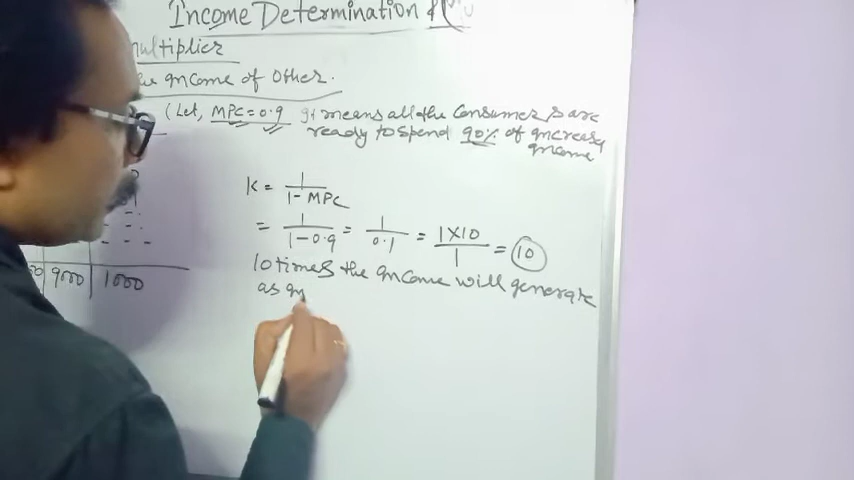 Income Determination
multiplier
the income of other.
(Let, MPC = 0.9 It means all the consumers are
ready to spend 90% of increase
income
K = 1/1 - MPC
= 1/1-0.9 = 1/0.1 = 1X10/1 = 10
10 times the income will generate
as in
9000 1000